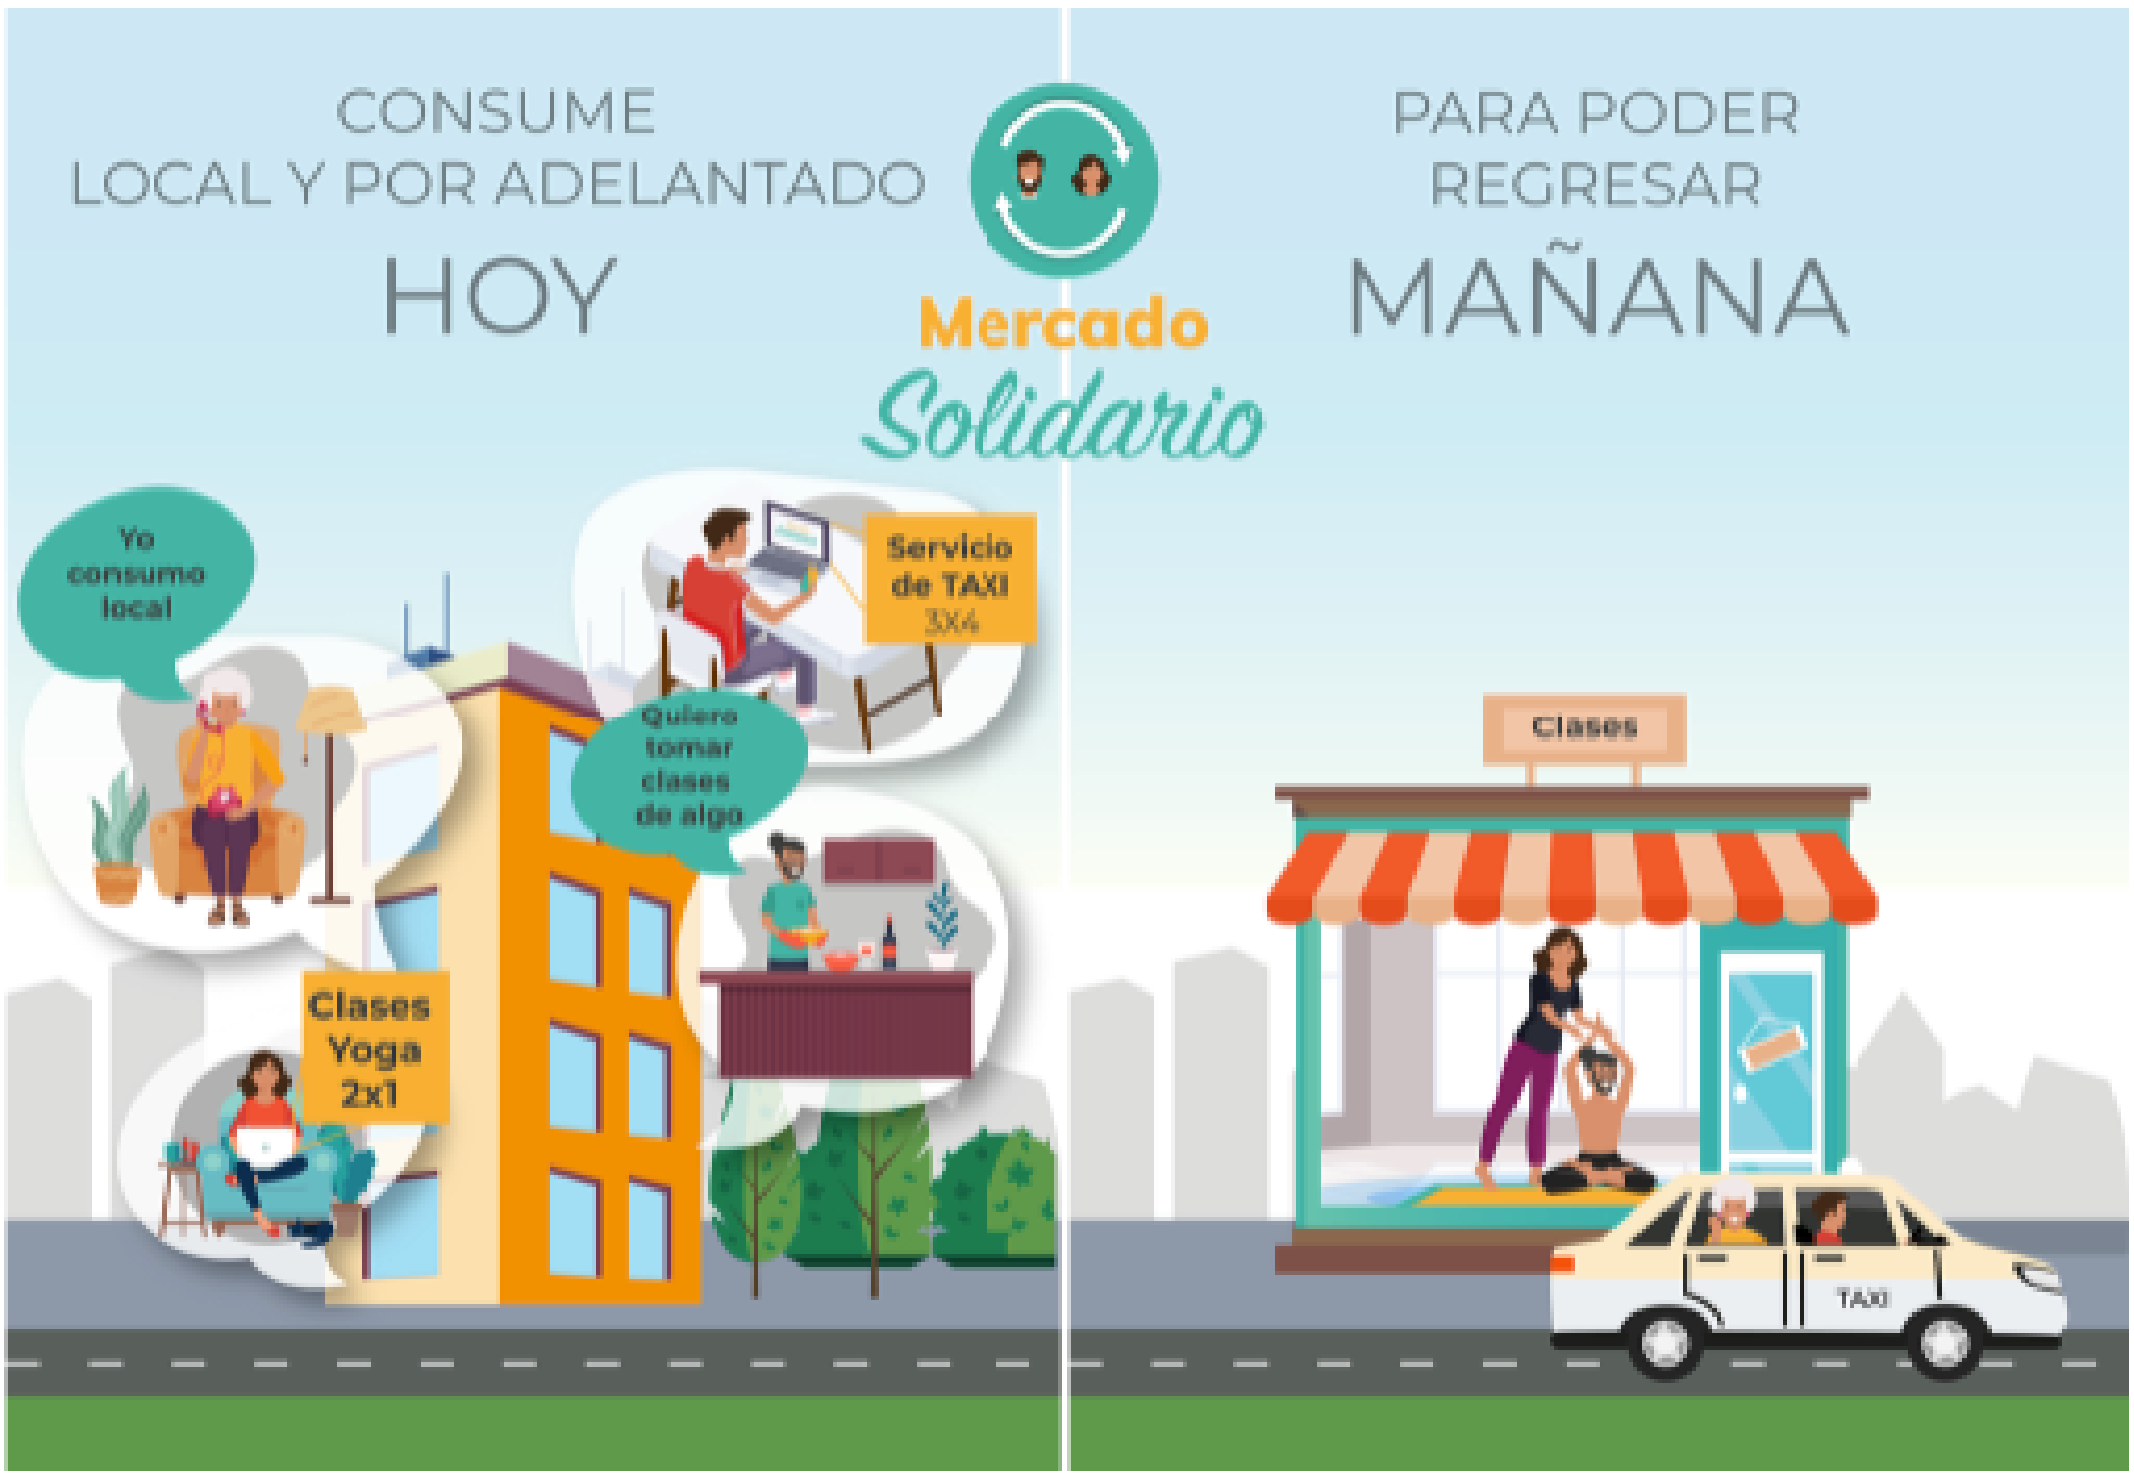 CONSUME
LOCAL Y POR ADELANTADO
HOY
PARA PODER
REGRESAR
MAÑANA
Mercado
Solidario
Yo
consumo
local
Servicio
de TAXI
3X4
Quiero
tomar
clases
de algo
Clases
Yoga
2x1
Clases
TAXI